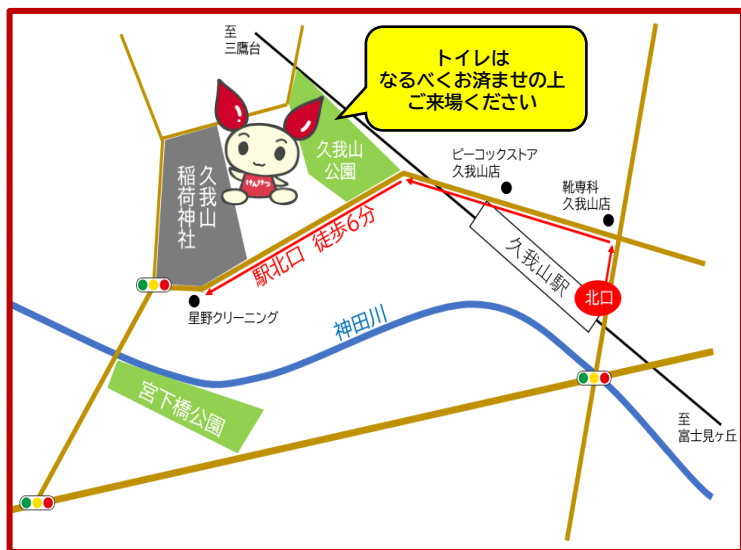 至
三鷹台
トイレは
なるべくお済ませの上
ご来場ください
久我山
公園
ピーコックストア
久我山店
靴専科
久我山店
久我山
稲荷神社
けんけつ
駅北口 徒歩6分
久我山駅
北口
星野クリーニング
神田川
宮下橋公園
至
富士見ヶ丘